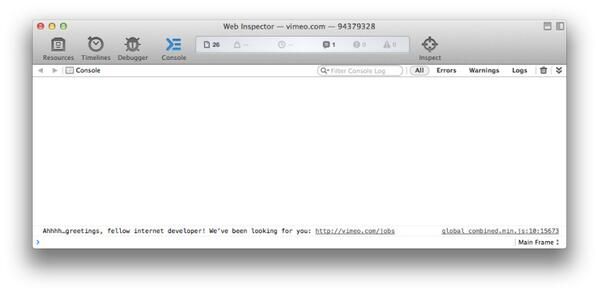 Web Inspector — vimeo.com — 94379328
Resources Timelines Debugger Console 26 -- -- 1 0 0 Inspect
Console Filter Console Log All Errors Warnings Logs
Ahhhh…greetings, fellow internet developer! We've been looking for you: http://vimeo.com/jobs global_combined.min.js:10:15673
Main Frame